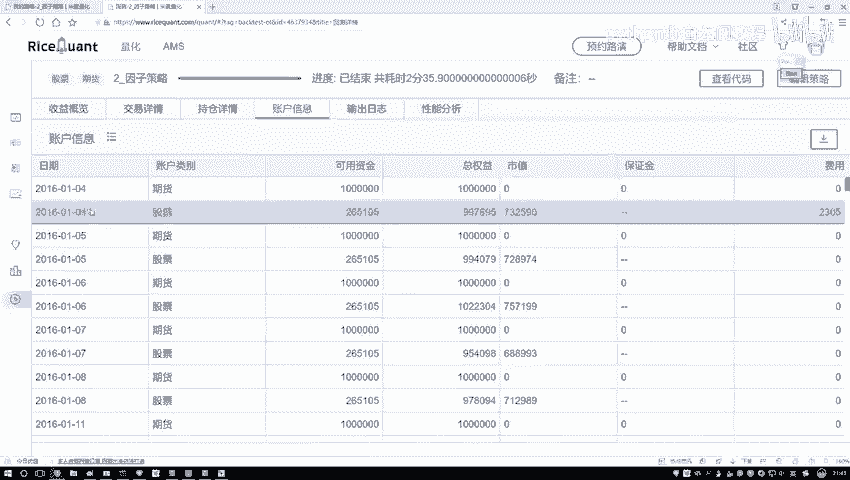 RiceQuant 量化 AMS 预约路演 帮助文档 社区
股票 期货 2_因子策略 进度: 已结束 共耗时2分35.900000000000006秒 备注: -- 查看代码 编辑策略
收益概览 交易详情 持仓详情 账户信息 输出日志 性能分析
账户信息
日期 账户类别 可用资金 总权益 市值 保证金 费用
2016-01-04 期货 1000000 1000000 0 0 0
2016-01-04 股票 265105 997695 732590 -- 2305
2016-01-05 期货 1000000 1000000 0 0 0
2016-01-05 股票 265105 994079 728974 -- 0
2016-01-06 期货 1000000 1000000 0 0 0
2016-01-06 股票 265105 1022304 757199 -- 0
2016-01-07 期货 1000000 1000000 0 0 0
2016-01-07 股票 265105 954098 688993 -- 0
2016-01-08 期货 1000000 1000000 0 0 0
2016-01-08 股票 265105 978094 712989 -- 0
2016-01-11 期货 1000000 1000000 0 0 0